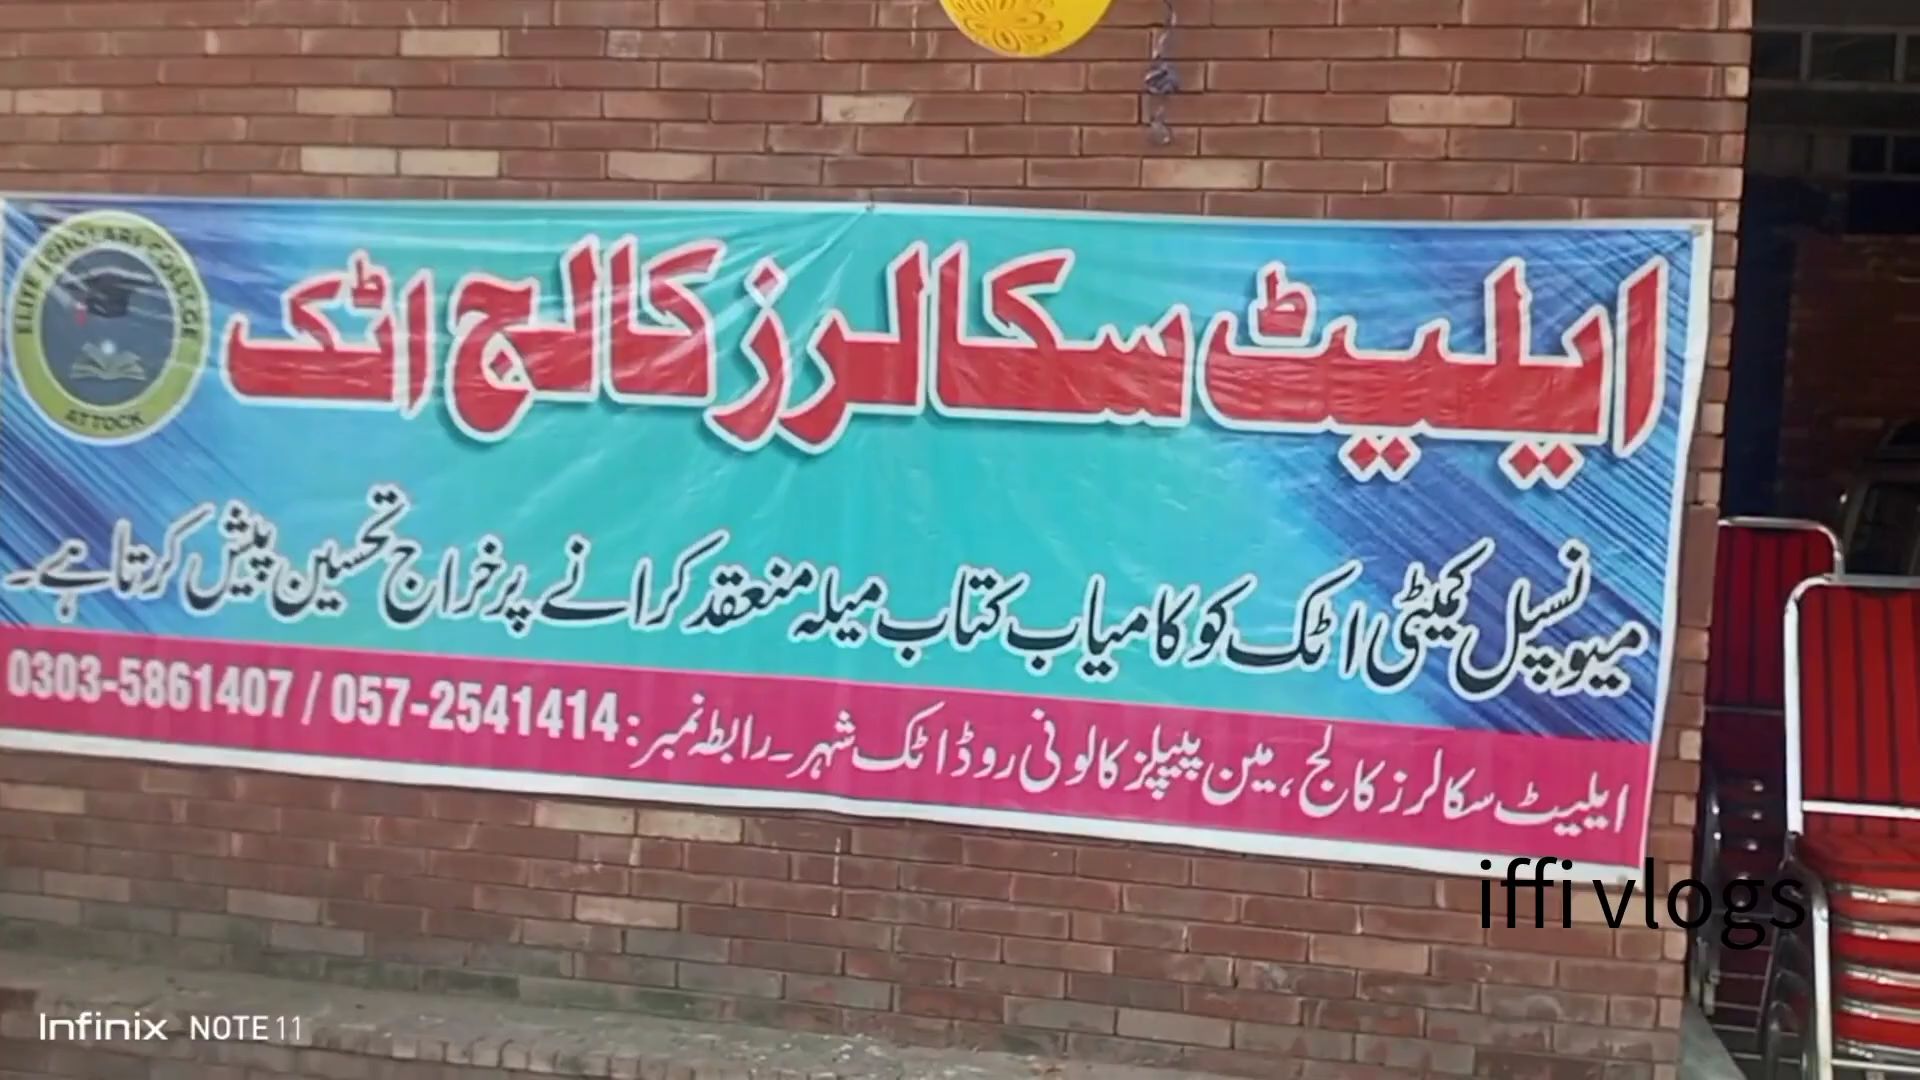 ELITE SCHOLARS COLLEGE
ATTOCK
ایلیٹ سکالرز کالج اٹک
میونسپل کمیٹی اٹک کو کامیاب کتاب میلہ منعقد کرانے پر خراج تحسین پیش کرتا ہے۔
ایلیٹ سکالرز کالج، مین پیپلز کالونی روڈ اٹک شہر۔ رابطہ نمبر: 057-2541414 / 0303-5861407
iffi vlogs
Infinix NOTE 11